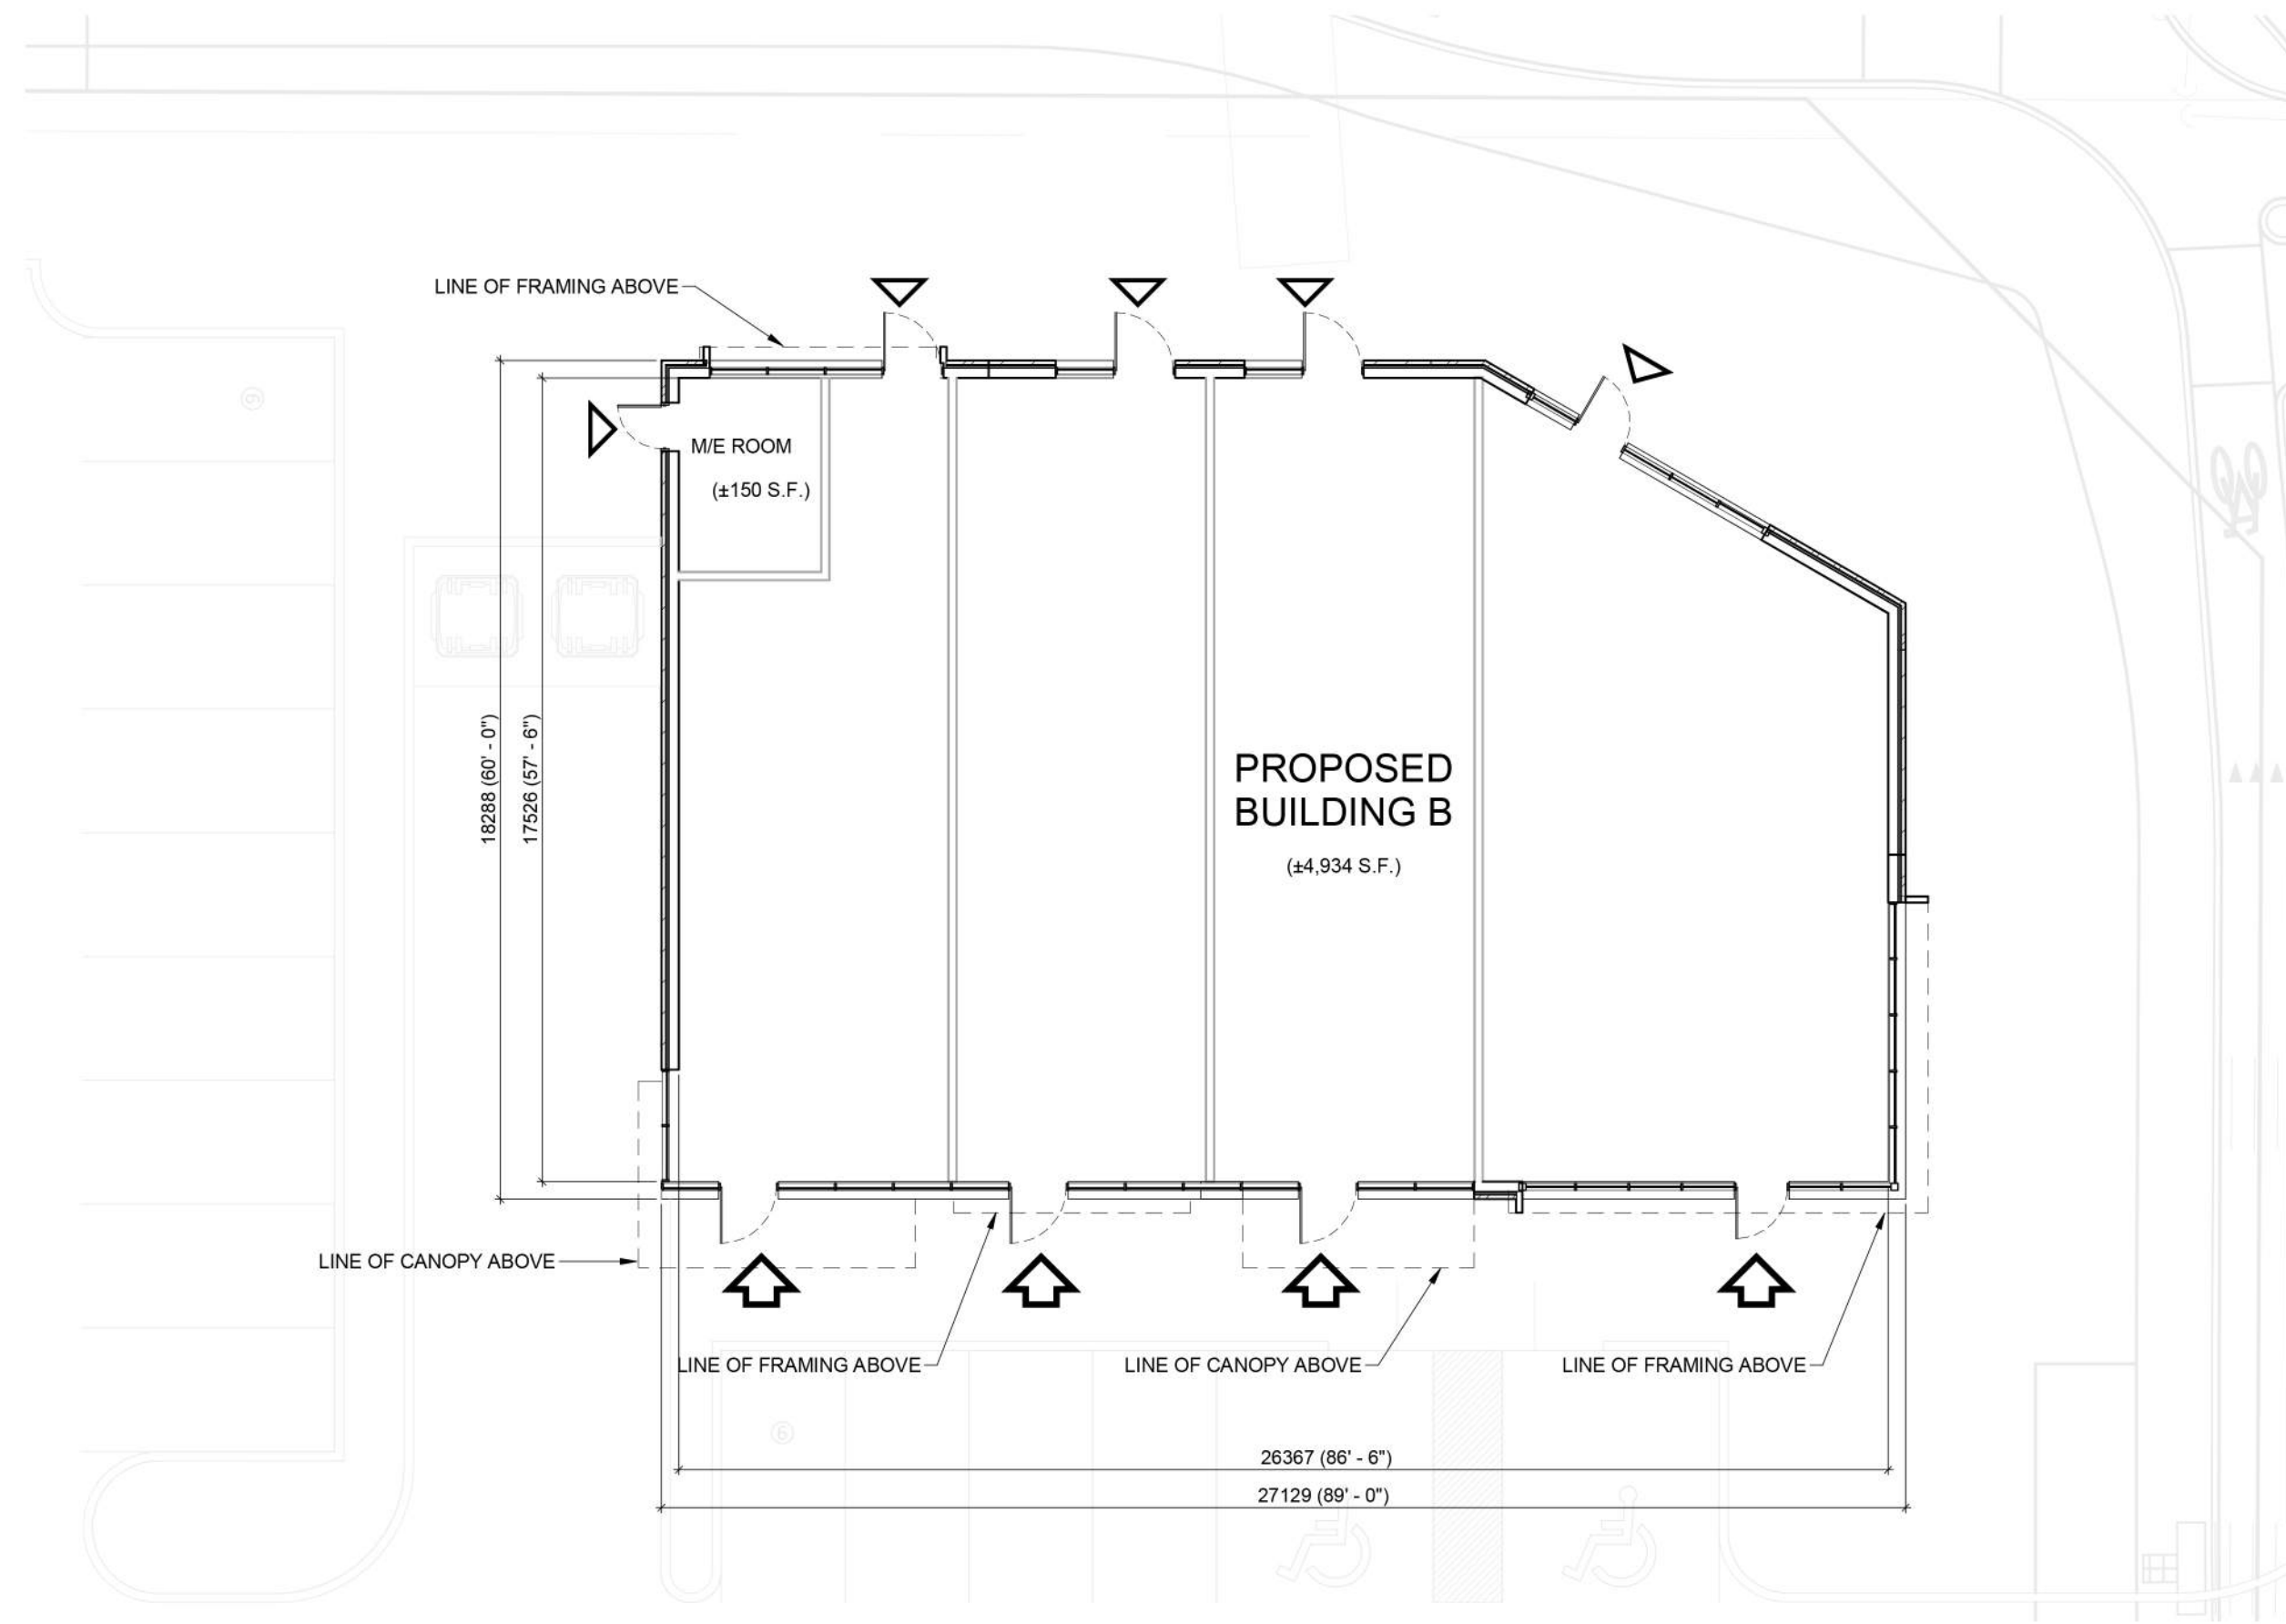 LINE OF FRAMING ABOVE
9
M/E ROOM
(±150 S.F.)
18288 (60' - 0")
17526 (57' - 6")
PROPOSED
BUILDING B
(±4,934 S.F.)
LINE OF CANOPY ABOVE
LINE OF FRAMING ABOVE
LINE OF CANOPY ABOVE
LINE OF FRAMING ABOVE
26367 (86' - 6")
27129 (89' - 0")